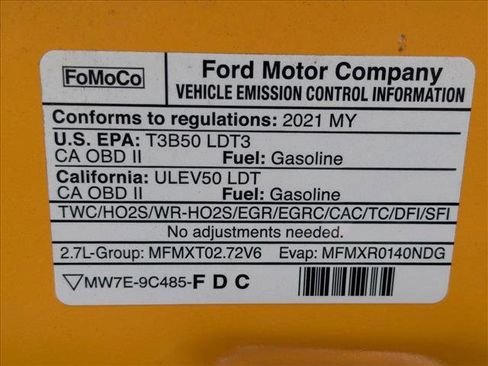 FoMoCo
Ford Motor Company
VEHICLE EMISSION CONTROL INFORMATION
Conforms to regulations: 2021 MY
U.S. EPA: T3B50 LDT3
CA OBD II Fuel: Gasoline
California: ULEV50 LDT
CA OBD II Fuel: Gasoline
TWC/HO2S/WR-HO2S/EGR/EGRC/CAC/TC/DFI/SFI
No adjustments needed.
2.7L-Group: MFMXT02.72V6 Evap: MFMXR0140NDG
MW7E-9C485-F D C